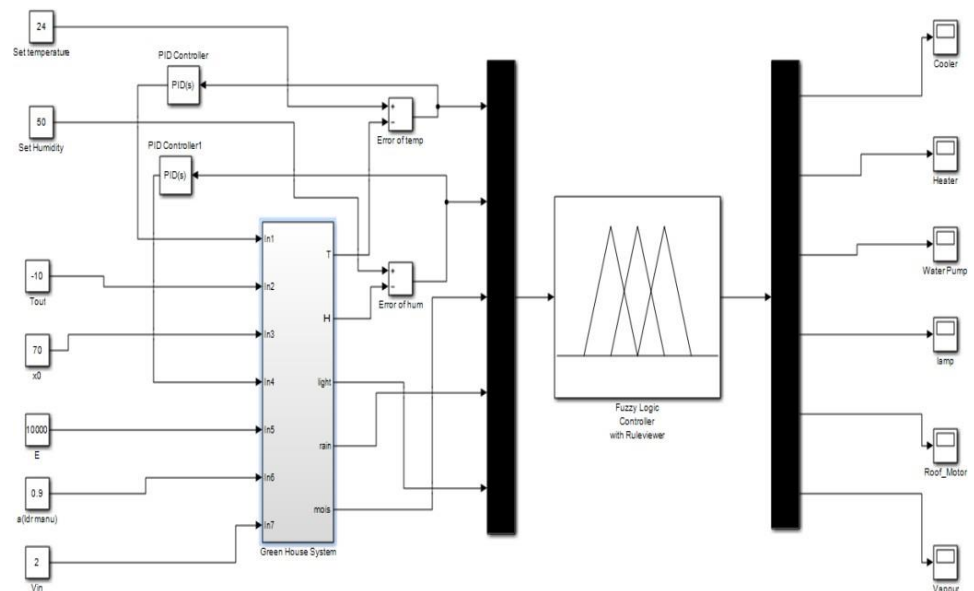 24
Set temperature
PID Controller
PID(s)
+
−
Error of temp
50
Set Humidity
PID Controller1
PID(s)
+
−
Error of hum
-10
Tout
70
x0
10000
E
0.9
a(ldr manu)
2
Vin
In1
In2
In3
In4
In5
In6
In7
T
H
light
rain
mois
Green House System
Fuzzy Logic
Controller
with Ruleviewer
Cooler
Heater
Water Pump
lamp
Roof_Motor
Vapour